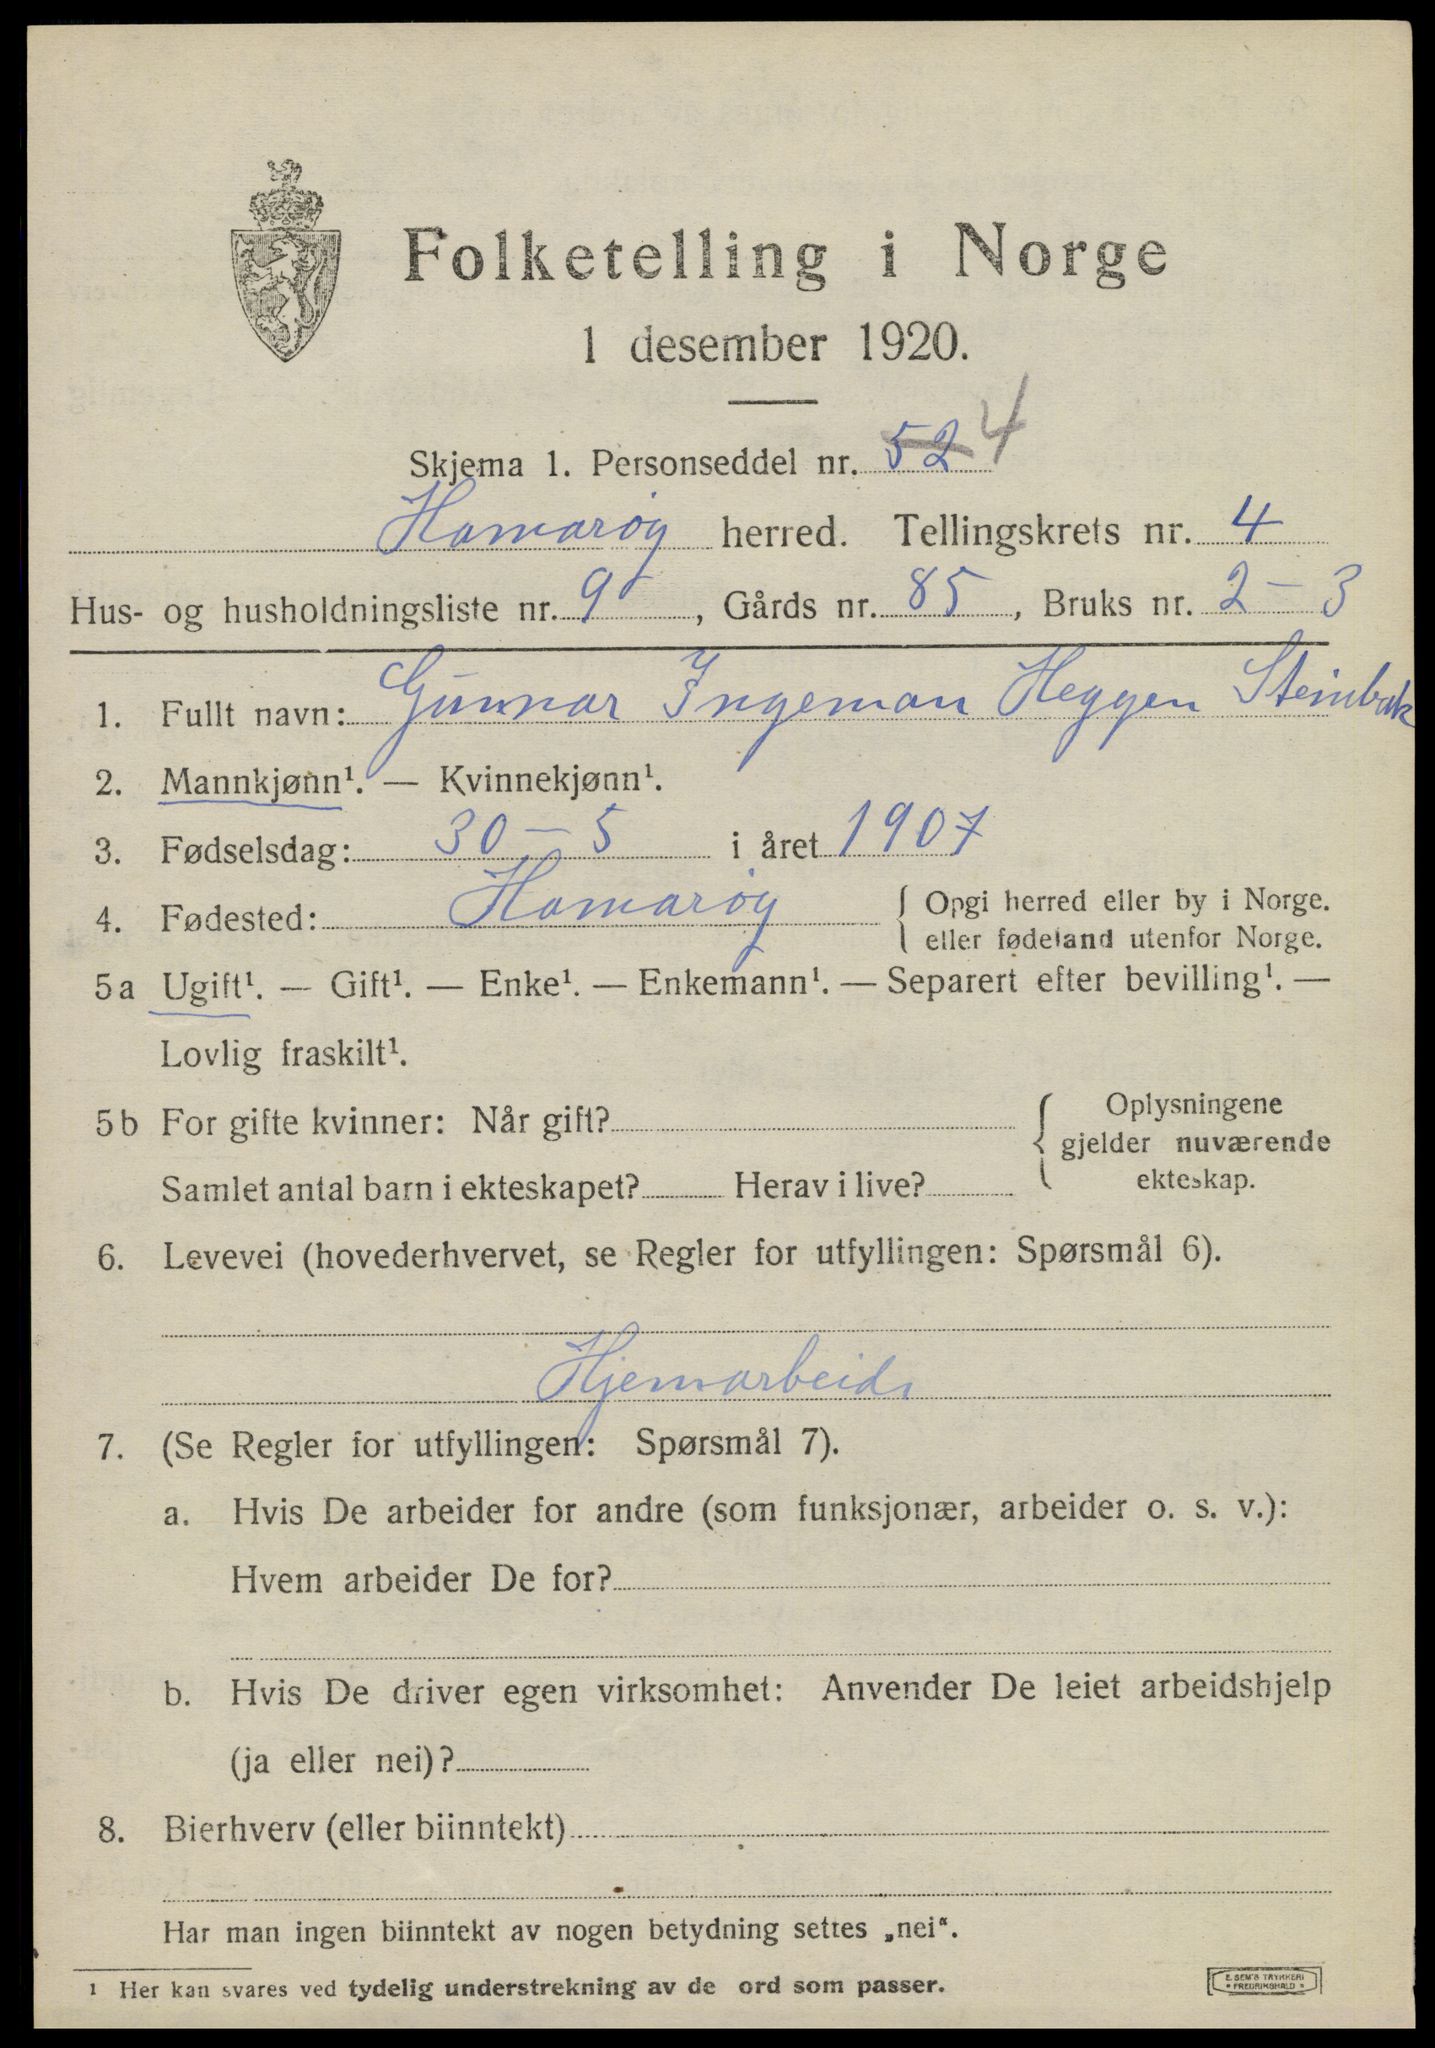 Folketelling i Norge
1 desember 1920.
Skjema 1. Personseddel nr. 52 4
Hamarøy herred. Tellingskrets nr. 4
Hus- og husholdningsliste nr. 9, Gårds nr. 85, Bruks nr. 2-3
1. Fullt navn: Gunnar Ingeman Heggen Steinbak
2. Mannkjønn¹. — Kvinnekjønn¹.
3. Fødselsdag: 30-5 i året 1907
4. Fødested: Hamarøy { Opgi herred eller by i Norge.
eller fødeland utenfor Norge.
5a Ugift¹. — Gift¹. — Enke¹. — Enkemann¹. — Separert efter bevilling¹. —
Lovlig fraskilt¹.
5b For gifte kvinner: Når gift?
Samlet antal barn i ekteskapet? Herav i live?
{ Oplysningene
gjelder nuværende
ekteskap.
6. Levevei (hovederhvervet, se Regler for utfyllingen: Spørsmål 6).
Hjemarbeide
7. (Se Regler for utfyllingen: Spørsmål 7).
a. Hvis De arbeider for andre (som funksjonær, arbeider o. s. v.):
Hvem arbeider De for?
b. Hvis De driver egen virksomhet: Anvender De leiet arbeidshjelp
(ja eller nei)?
8. Bierhverv (eller biinntekt)
Har man ingen biinntekt av nogen betydning settes „nei“.
1 Her kan svares ved tydelig understrekning av de ord som passer.
E. SEM'S TRYKKERI
FREDRIKSHALD